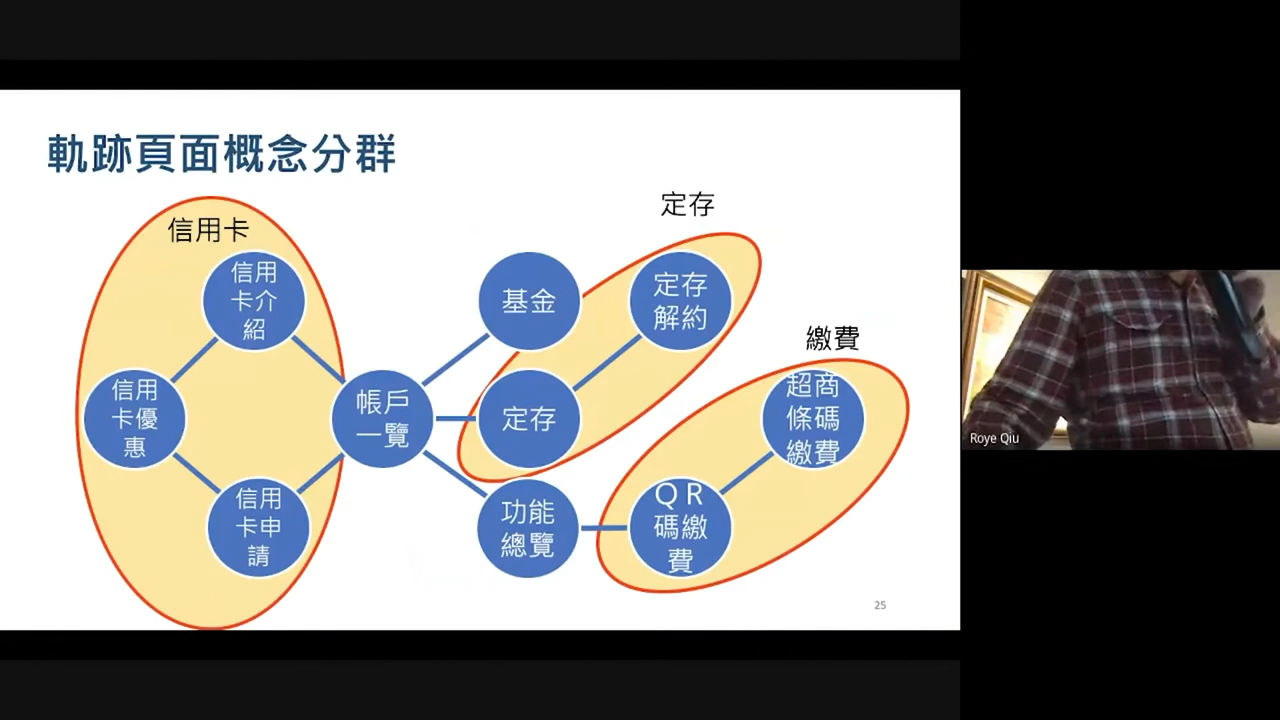 軌跡頁面概念分群
信用卡
信用
卡介
紹
信用
卡優
惠
信用
卡申
請
帳戶
一覽
基金
定存
功能
總覽
定存
定存
解約
繳費
超商
條碼
繳費
ＱＲ
碼繳
費
25
Roye Qiu